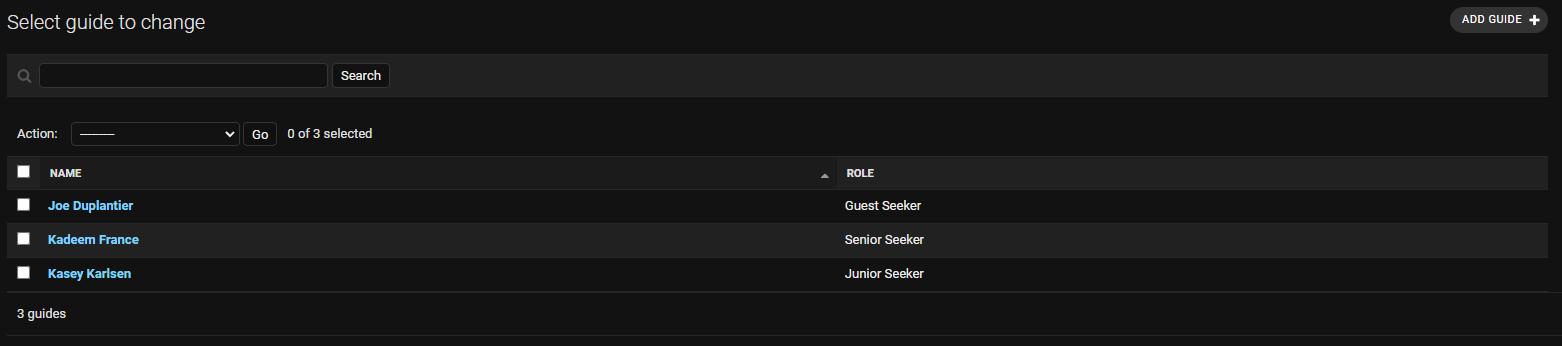 Select guide to change
ADD GUIDE
Search
Action: --------- Go 0 of 3 selected
NAME ROLE
Joe Duplantier Guest Seeker
Kadeem France Senior Seeker
Kasey Karlsen Junior Seeker
3 guides